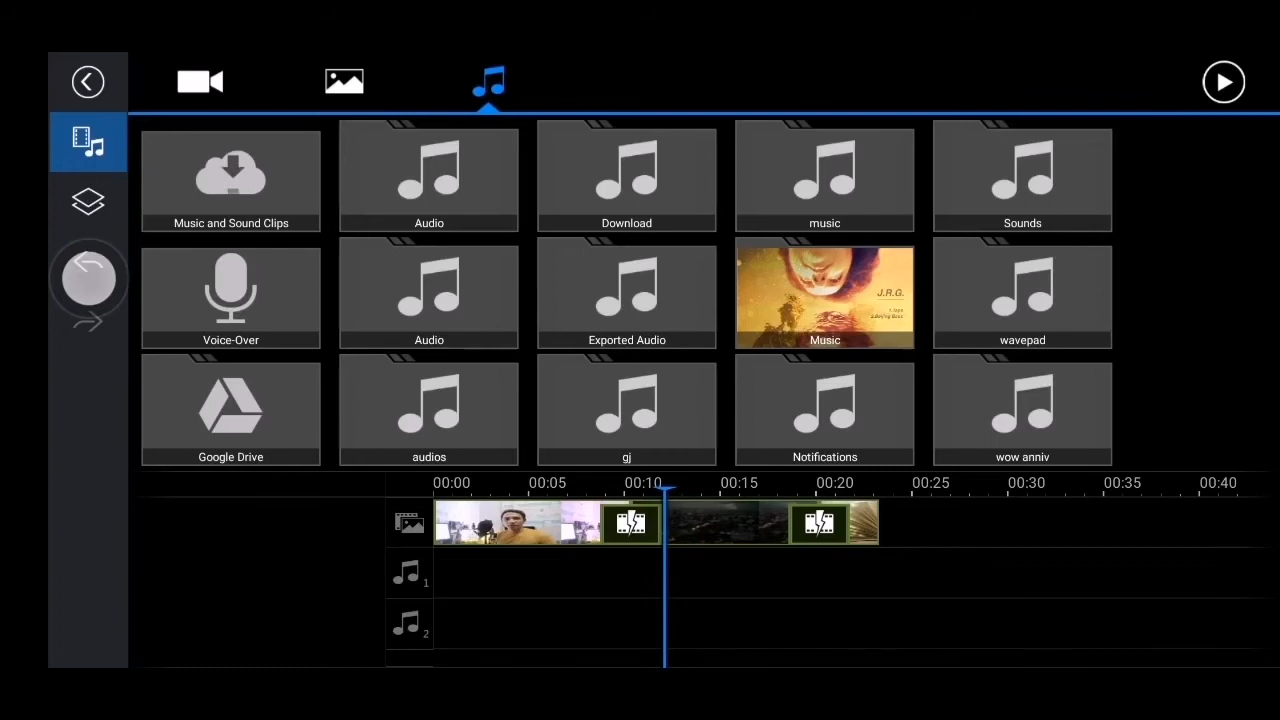 Music and Sound Clips
Audio
Download
music
Sounds
Voice-Over
Audio
Exported Audio
J.R.G.
Music
wavepad
Google Drive
audios
gj
Notifications
wow anniv
00:00
00:05
00:10
00:15
00:20
00:25
00:30
00:35
00:40
1
2